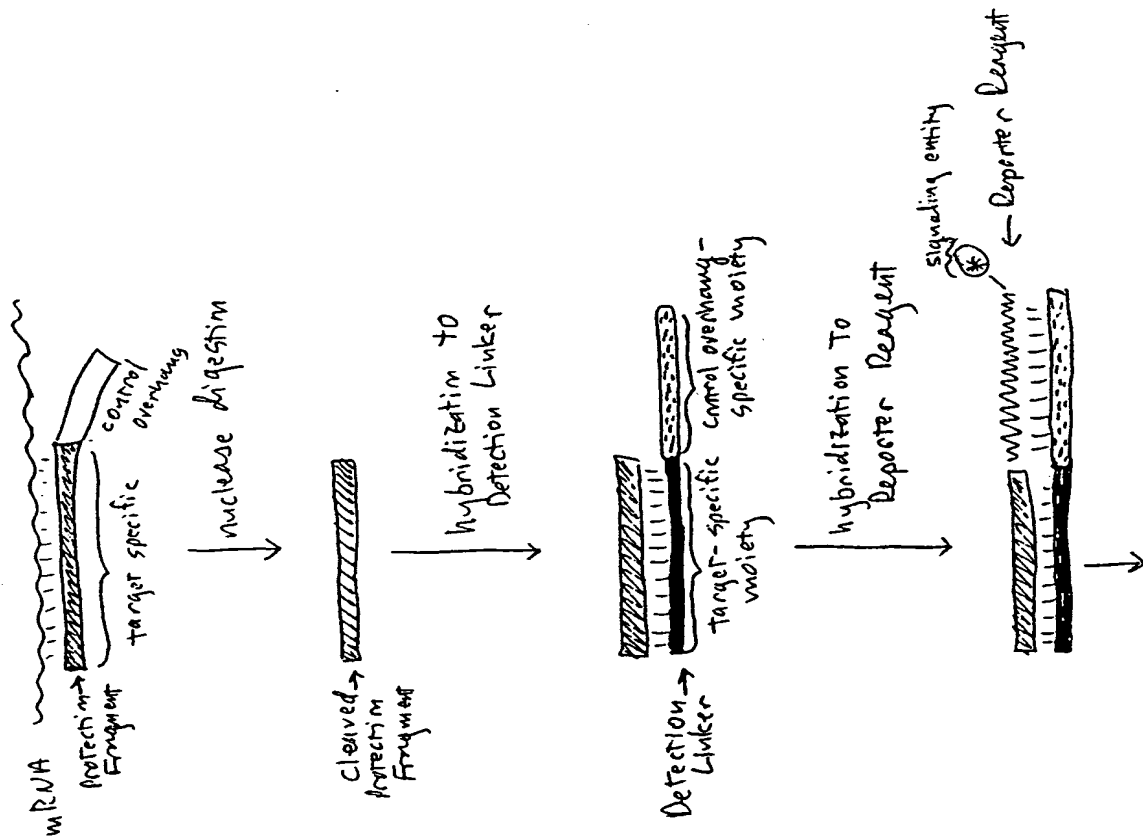 mRNA
Protection
Fragment
target specific
control
overhang
nuclease digestion
Cleaved
Protection
Fragment
hybridization to
Detection Linker
Detection
Linker
target-specific
moiety
control overhang-
specific moiety
hybridization To
Reporter Reagent
signaling entity
*
Reporter Reagent